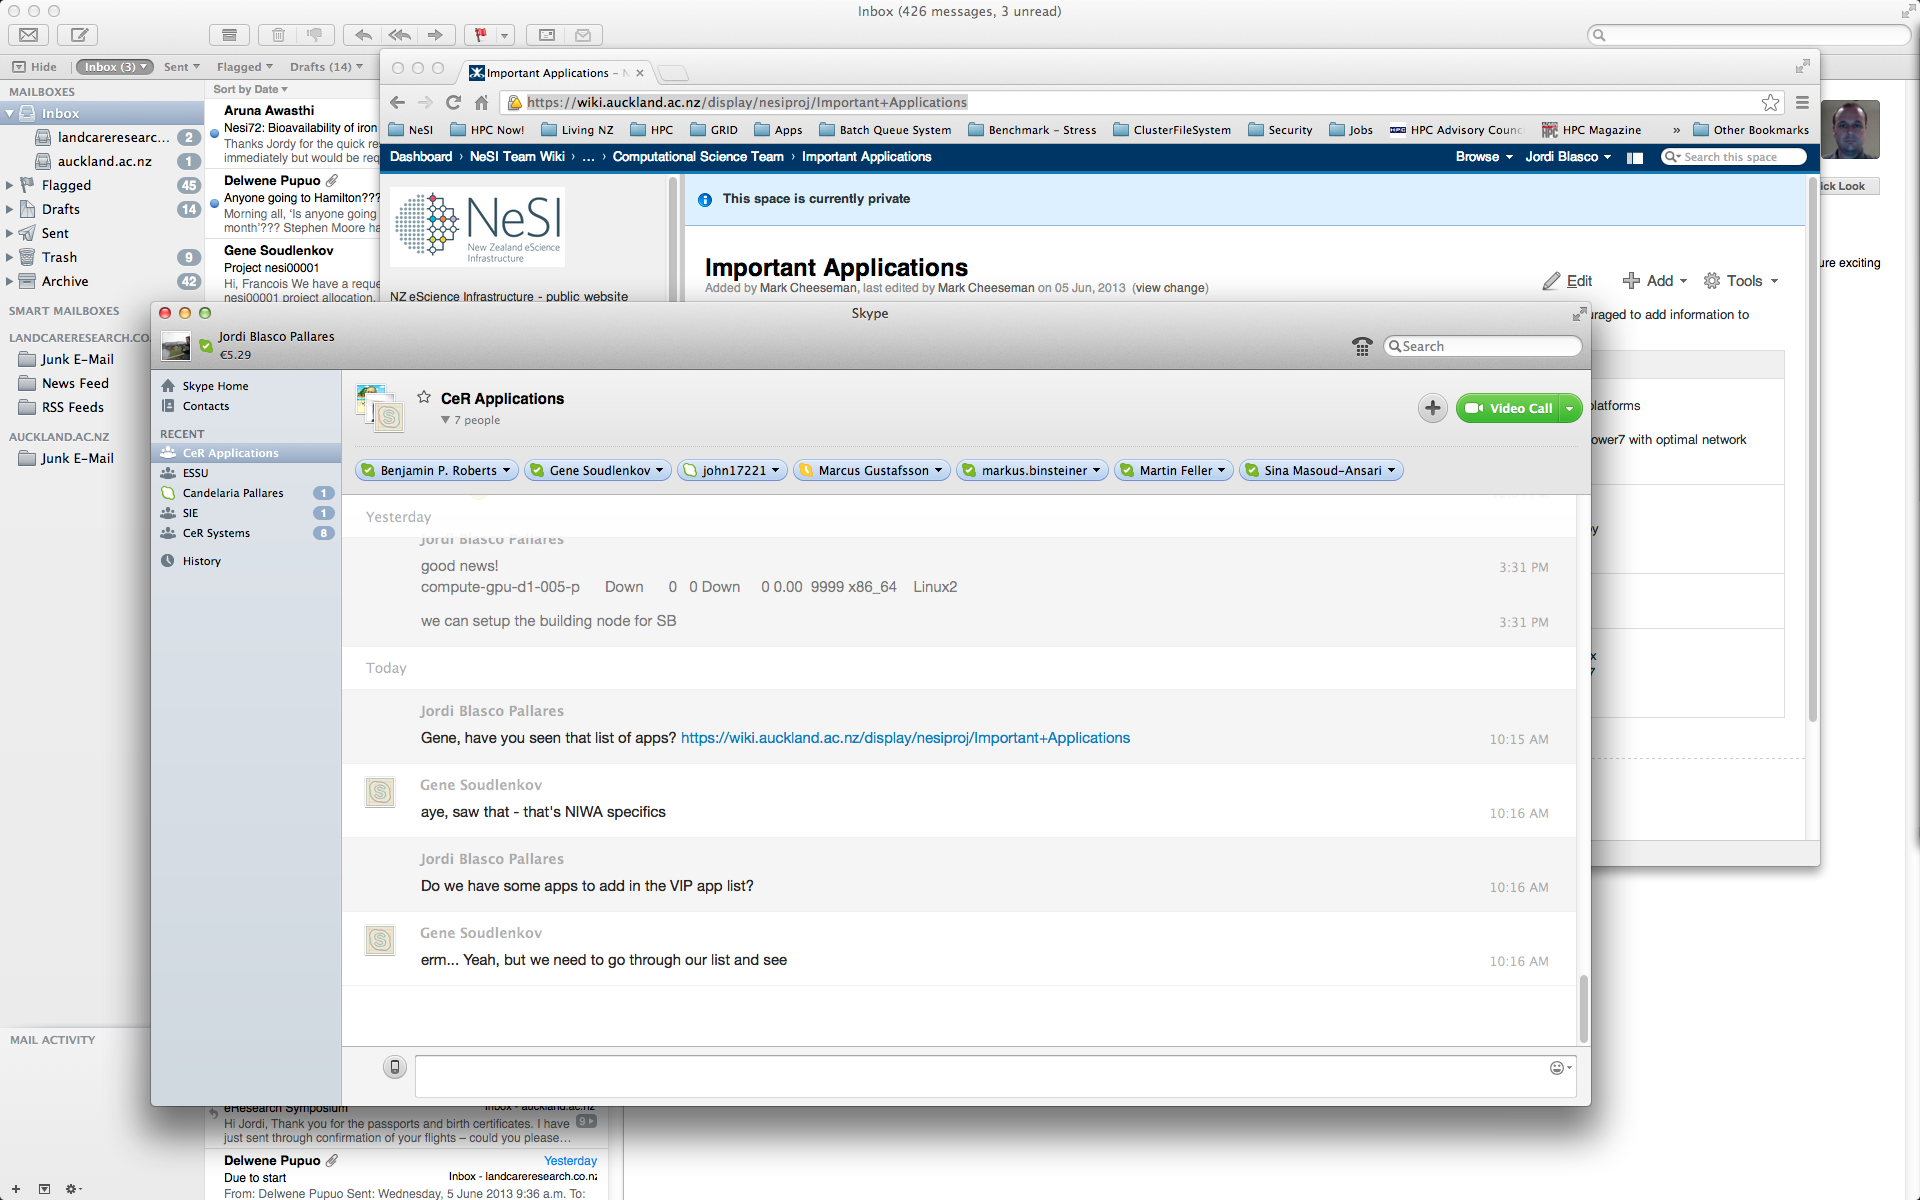 Inbox (426 messages, 3 unread)
Hide
Inbox (3)
Sent
Flagged
Drafts (14)
MAILBOXES
Inbox
landcareresearc... 2
auckland.ac.nz 1
Flagged 45
Drafts 14
Sent
Trash 9
Archive 42
SMART MAILBOXES
LANDCARERESEARCH.CO.
Junk E-Mail
News Feed
RSS Feeds
AUCKLAND.AC.NZ
Junk E-Mail
MAIL ACTIVITY
Sort by Date
Aruna Awasthi
Nesi72: Bioavailability of iron
Thanks Jordy for the quick
immediately but would be
Delwene Pupuo
Anyone going to Hamilton???
Morning all, 'Is anyone going
month'??? Stephen Moore
Gene Soudlenkov
Project nesi00001
Hi, Francois We have a
nesi00001 project allocation.
Important Applications –
https://wiki.auckland.ac.nz/display/nesiproj/Important+Applications
NeSI
HPC Now!
Living NZ
HPC
GRID
Apps
Batch Queue System
Benchmark – Stress
ClusterFileSystem
Security
Jobs
HPC Advisory
HPC Magazine
»
Other Bookmarks
Dashboard › NeSI Team Wiki › ... › Computational Science Team › Important Applications
Browse
Jordi Blasco
Search this space
NeSI
New Zealand eScience
Infrastructure
NZ eScience Infrastructure - public website
This space is currently private
Important Applications
Added by Mark Cheeseman, last edited by Mark Cheeseman on 05 Jun, 2013 (view change)
Edit
Add
Tools
to add information to
ower7 with optimal network
Look
exciting
Skype
Jordi Blasco Pallares
€5.29
Search
Skype Home
Contacts
RECENT
CeR Applications
ESSU
Candelaria Pallares 1
SIE 1
CeR Systems 8
History
CeR Applications
7 people
Video Call
Benjamin P. Roberts
Gene Soudlenkov
john17221
Marcus Gustafsson
markus.binsteiner
Martin Feller
Sina Masoud-Ansari
Yesterday
Jordi Blasco Pallares
good news! 3:31 PM
compute-gpu-d1-005-p Down 0 0 Down 0 0.00 9999 x86_64 Linux2
we can setup the building node for SB 3:31 PM
Today
Jordi Blasco Pallares
Gene, have you seen that list of apps? https://wiki.auckland.ac.nz/display/nesiproj/Important+Applications 10:15 AM
Gene Soudlenkov
aye, saw that - that's NIWA specifics 10:16 AM
Jordi Blasco Pallares
Do we have some apps to add in the VIP app list? 10:16 AM
Gene Soudlenkov
erm... Yeah, but we need to go through our list and see 10:16 AM
eResearch Symposium Inbox - auckland.ac.nz
Hi Jordi, Thank you for the passports and birth certificates. I have 9
just sent through confirmation of your flights – could you please...
Delwene Pupuo Yesterday
Due to start Inbox - landcareresearch.co.nz
From: Delwene Pupuo Sent: Wednesday, 5 June 2013 9:36 a.m. To: